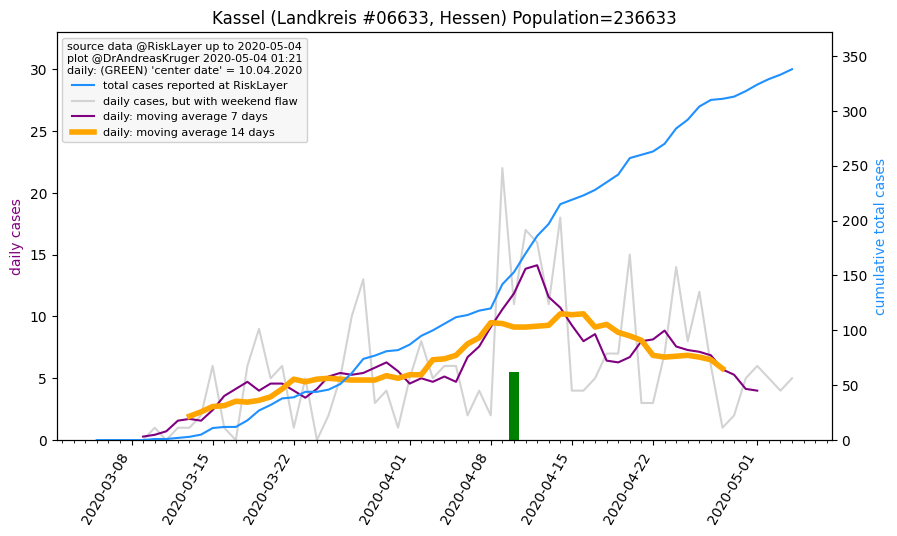 Kassel (Landkreis #06633, Hessen) Population=236633
source data @RiskLayer up to 2020-05-04
plot @DrAndreasKruger 2020-05-04 01:21
daily: (GREEN) 'center date' = 10.04.2020
total cases reported at RiskLayer
daily cases, but with weekend flaw
daily: moving average 7 days
daily: moving average 14 days
daily cases
30
25
20
15
10
5
0
cumulative total cases
350
300
250
200
150
100
50
0
2020-03-08
2020-03-15
2020-03-22
2020-04-01
2020-04-08
2020-04-15
2020-04-22
2020-05-01